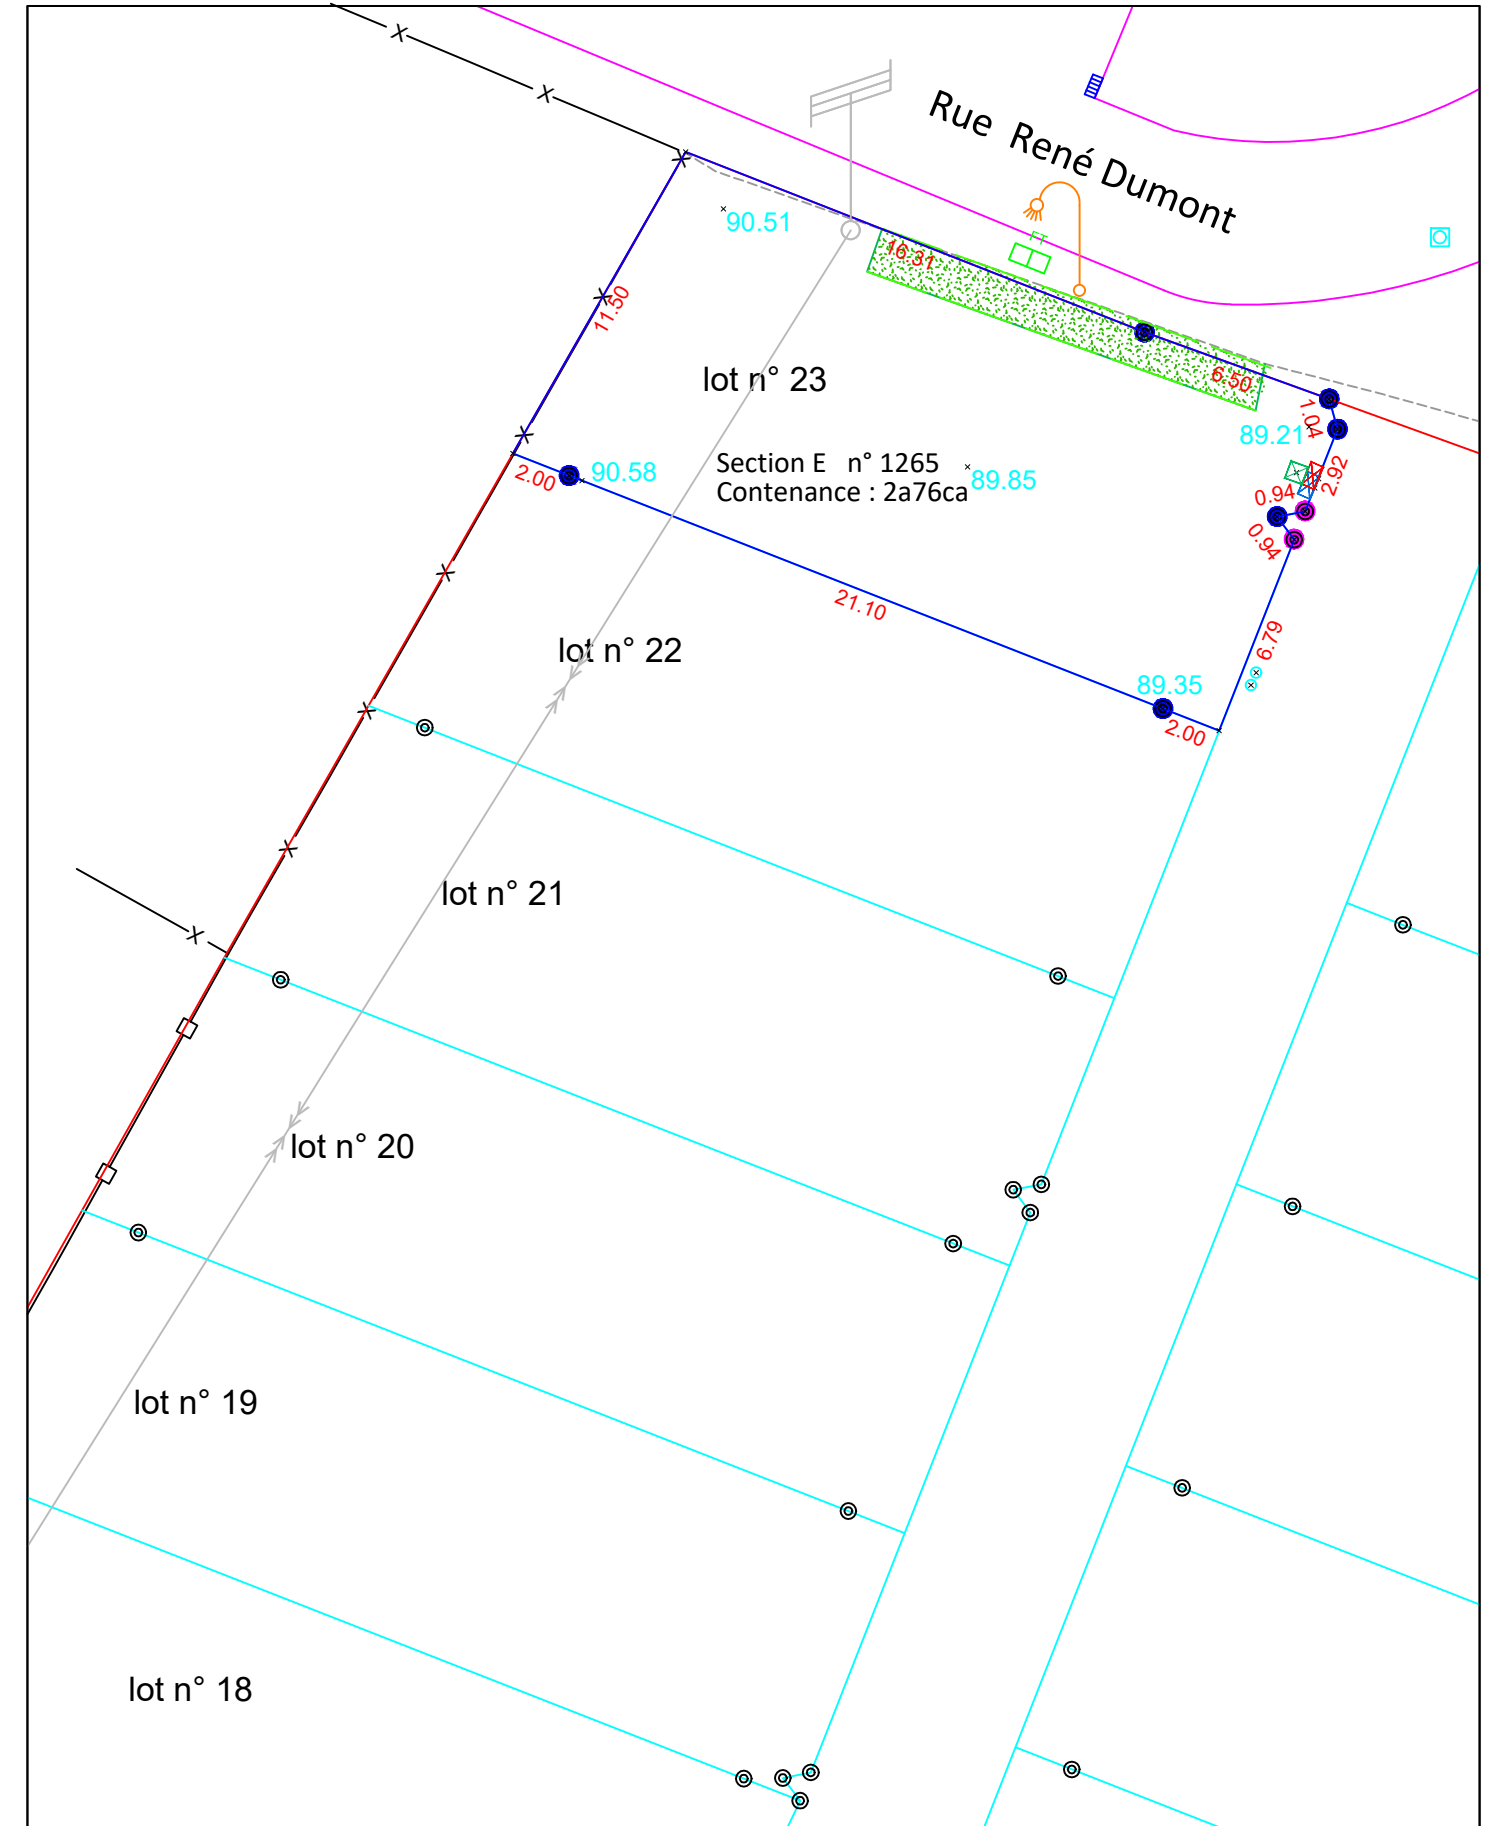 Rue René Dumont
90.51
16.31
FT
11.50
lot n° 23
6.50
1.04
89.21
Section E n° 1265
Contenance : 2a76ca
89.85
2.00
90.58
2.92
0.94
0.94
21.10
lot n° 22
6.79
89.35
2.00
lot n° 21
lot n° 20
lot n° 19
lot n° 18